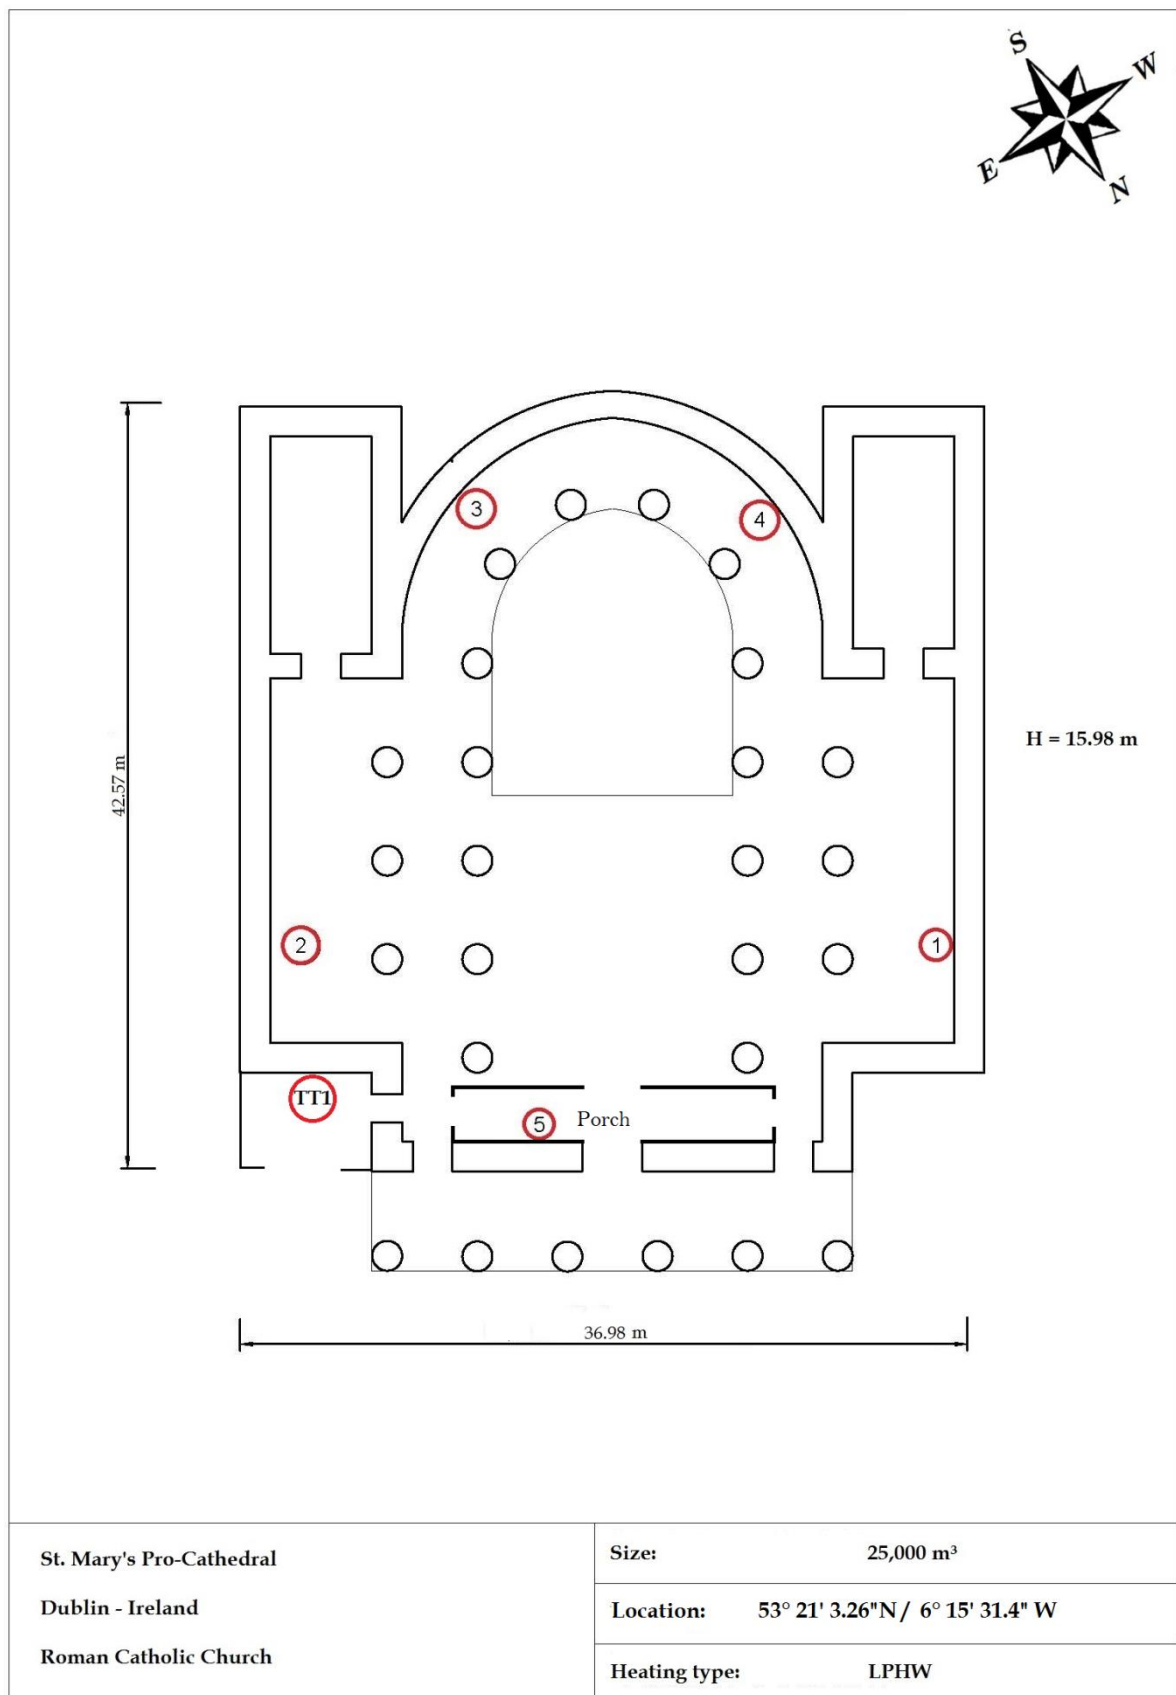 S
W
E
N
3
4
H = 15.98 m
42.57 m
2
1
TT1
5
Porch
36.98 m
St. Mary's Pro-Cathedral
Dublin - Ireland
Roman Catholic Church
Size: 25,000 m³
Location: 53° 21' 3.26"N / 6° 15' 31.4" W
Heating type: LPHW